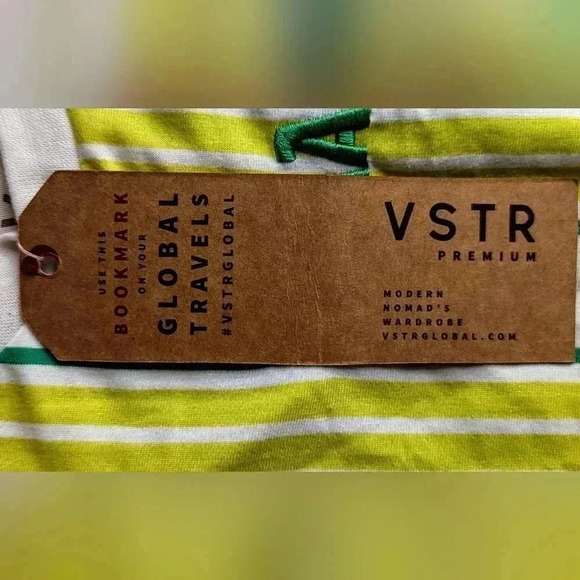 USE THIS
BOOKMARK
ON YOUR
GLOBAL
TRAVELS
#VSTRGLOBAL
VSTR
PREMIUM
MODERN
NOMAD'S
WARDROBE
VSTRGLOBAL.COM
A